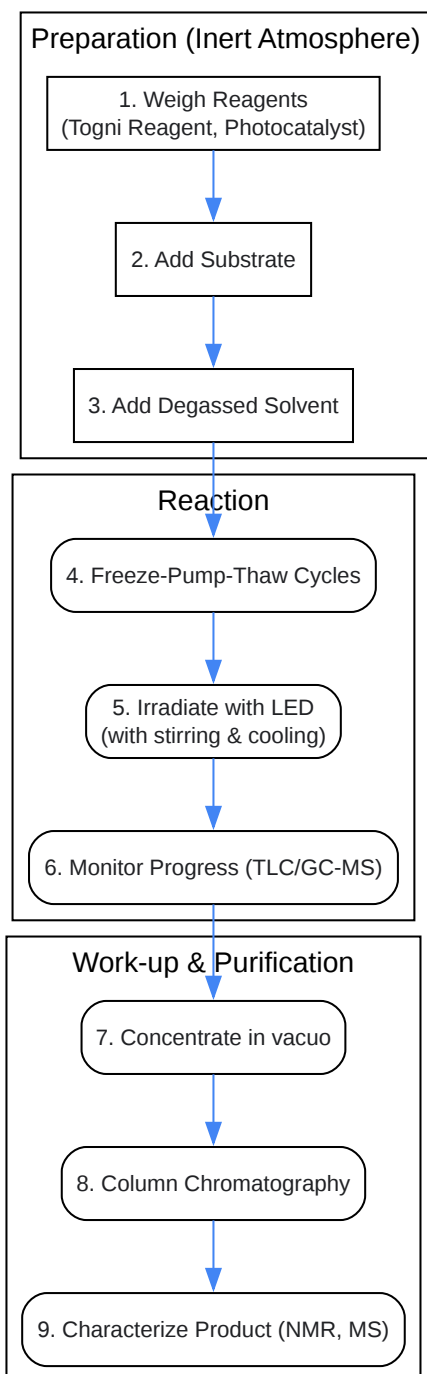 Preparation (Inert Atmosphere)
1. Weigh Reagents
(Togni Reagent, Photocatalyst)
2. Add Substrate
3. Add Degassed Solvent
Reaction
4. Freeze-Pump-Thaw Cycles
5. Irradiate with LED
(with stirring & cooling)
6. Monitor Progress (TLC/GC-MS)
Work-up & Purification
7. Concentrate in vacuo
8. Column Chromatography
9. Characterize Product (NMR, MS)